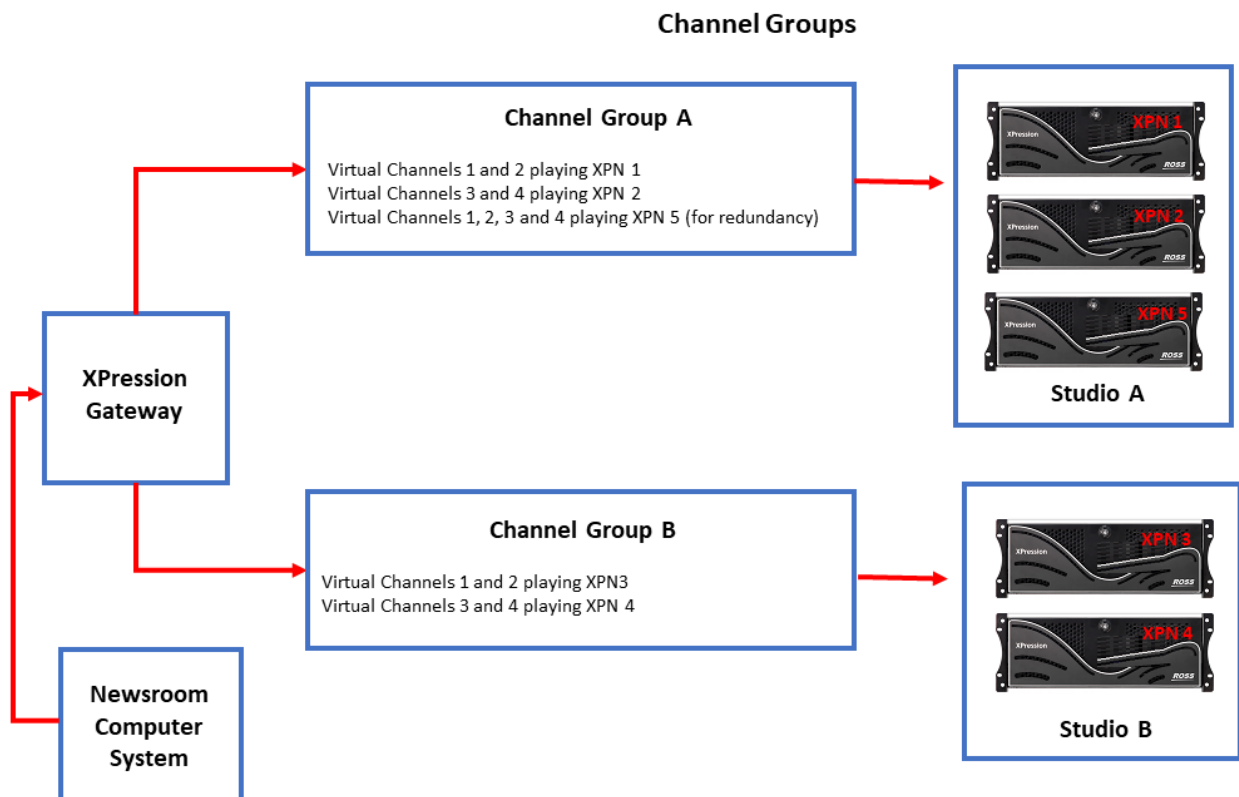 Channel Groups
Channel Group A
Virtual Channels 1 and 2 playing XPN 1
Virtual Channels 3 and 4 playing XPN 2
Virtual Channels 1, 2, 3 and 4 playing XPN 5 (for redundancy)
XPN 1
XPression
ROSS
XPN 2
XPression
ROSS
XPN 5
XPression
ROSS
Studio A
XPression
Gateway
Channel Group B
Virtual Channels 1 and 2 playing XPN3
Virtual Channels 3 and 4 playing XPN 4
XPN 3
XPression
ROSS
XPN 4
XPression
ROSS
Studio B
Newsroom
Computer
System